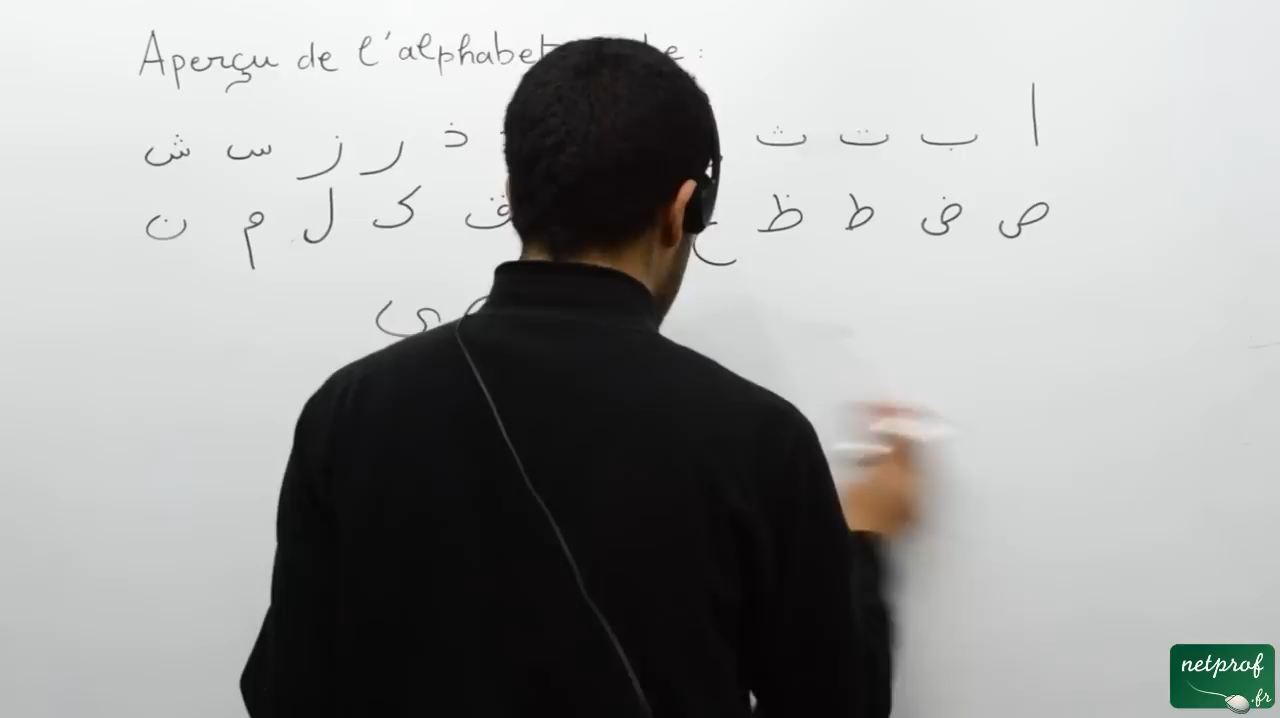 Aperçu de l'alphabet :
ا ب ت ث ذ ر ز س ش
ص ض ط ظ ع ق ك ل م ن
ي
netprof
.fr